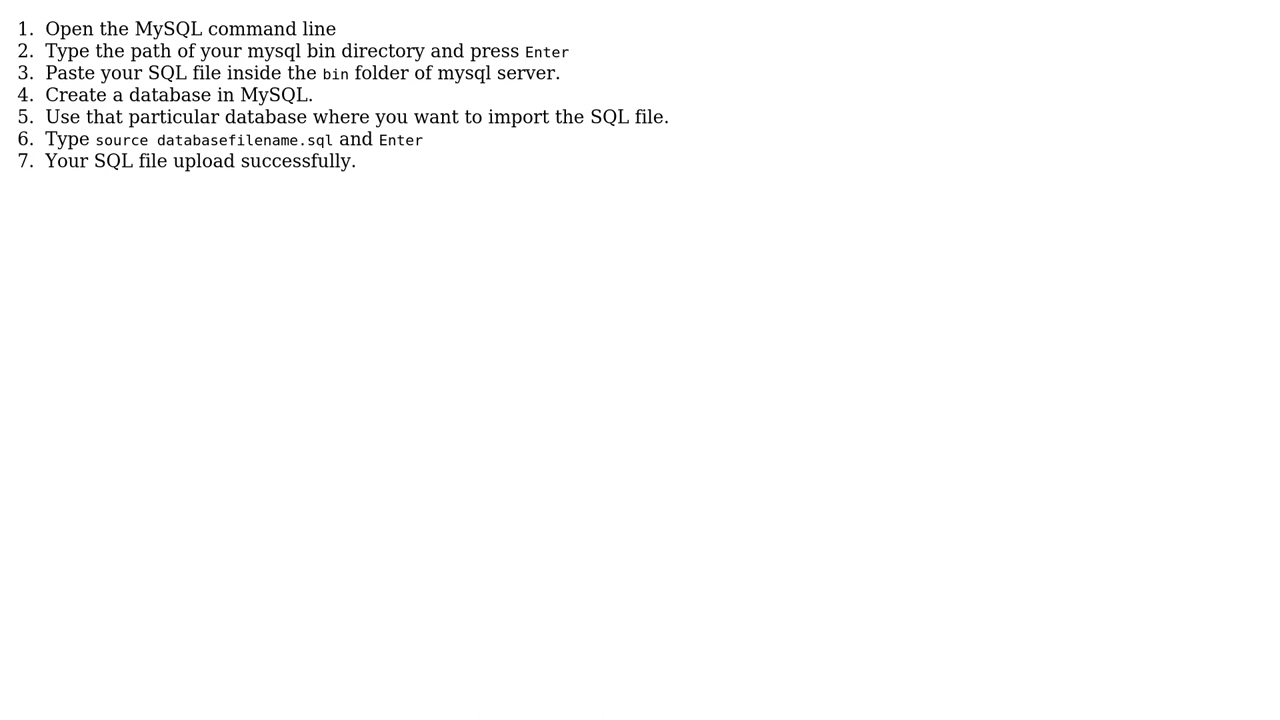 1. Open the MySQL command line
2. Type the path of your mysql bin directory and press Enter
3. Paste your SQL file inside the bin folder of mysql server.
4. Create a database in MySQL.
5. Use that particular database where you want to import the SQL file.
6. Type source databasefilename.sql and Enter
7. Your SQL file upload successfully.